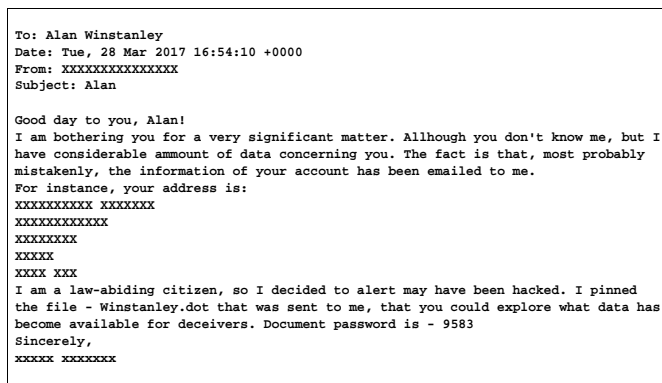 To: Alan Winstanley
Date: Tue, 28 Mar 2017 16:54:10 +0000
From: XXXXXXXXXXXXXXX
Subject: Alan
Good day to you, Alan!
I am bothering you for a very significant matter. Allhough you don't know me, but I
have considerable ammount of data concerning you. The fact is that, most probably
mistakenly, the information of your account has been emailed to me.
For instance, your address is:
XXXXXXXXXX XXXXXXX
XXXXXXXXXXXX
XXXXXXXX
XXXXX
XXXX XXX
I am a law-abiding citizen, so I decided to alert may have been hacked. I pinned
the file - Winstanley.dot that was sent to me, that you could explore what data has
become available for deceivers. Document password is - 9583
Sincerely,
xxxxx xxxxxxx